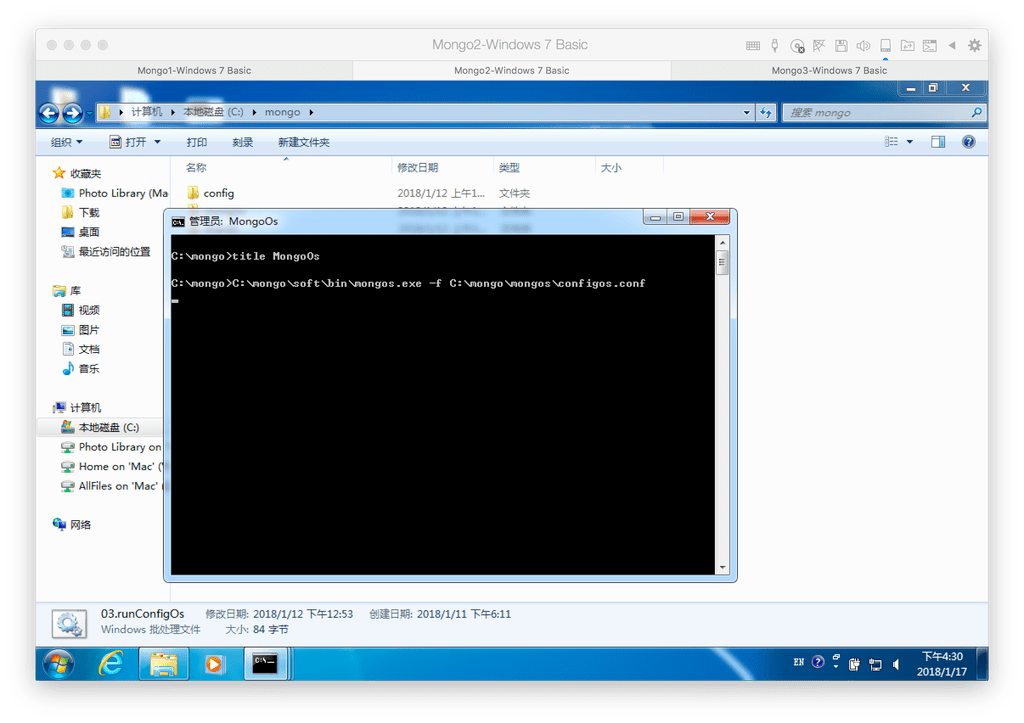 Mongo2-Windows 7 Basic
Mongo1-Windows 7 Basic
Mongo2-Windows 7 Basic
Mongo3-Windows 7 Basic
计算机 本地磁盘 (C:) mongo
搜索 mongo
组织 打开 打印 刻录 新建文件夹
名称 修改日期 类型 大小
收藏夹
Photo Library (Ma
下载
桌面
最近访问的位置
库
视频
图片
文档
音乐
计算机
本地磁盘 (C:)
Photo Library on
Home on 'Mac' (
AllFiles on 'Mac' (
网络
config 2018/1/12 上午1... 文件夹
管理员: MongoOs
C:\mongo>title MongoOs
C:\mongo>C:\mongo\soft\bin\mongos.exe -f C:\mongo\mongos\configos.conf
03.runConfigOs 修改日期: 2018/1/12 下午12:53 创建日期: 2018/1/11 下午6:11
Windows 批处理文件 大小: 84 字节
EN
下午4:30
2018/1/17